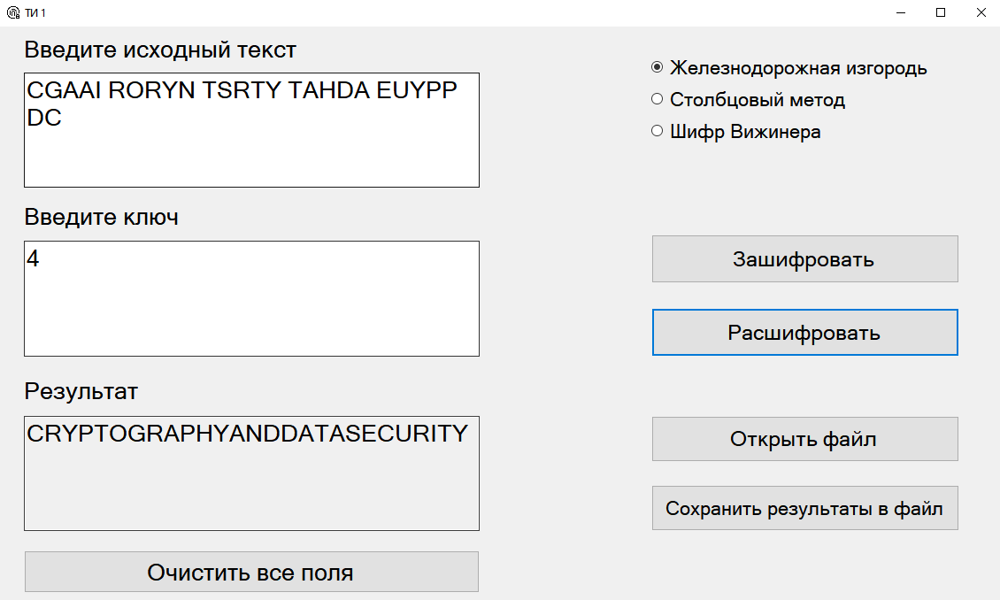 ТИ 1
Введите исходный текст
CGAAI RORYN TSRTY TAHDA EUYPP
DC
Введите ключ
4
Результат
CRYPTOGRAPHYANDDATASECURITY
Очистить все поля
Железнодорожная изгородь
Столбцовый метод
Шифр Вижинера
Зашифровать
Расшифровать
Открыть файл
Сохранить результаты в файл